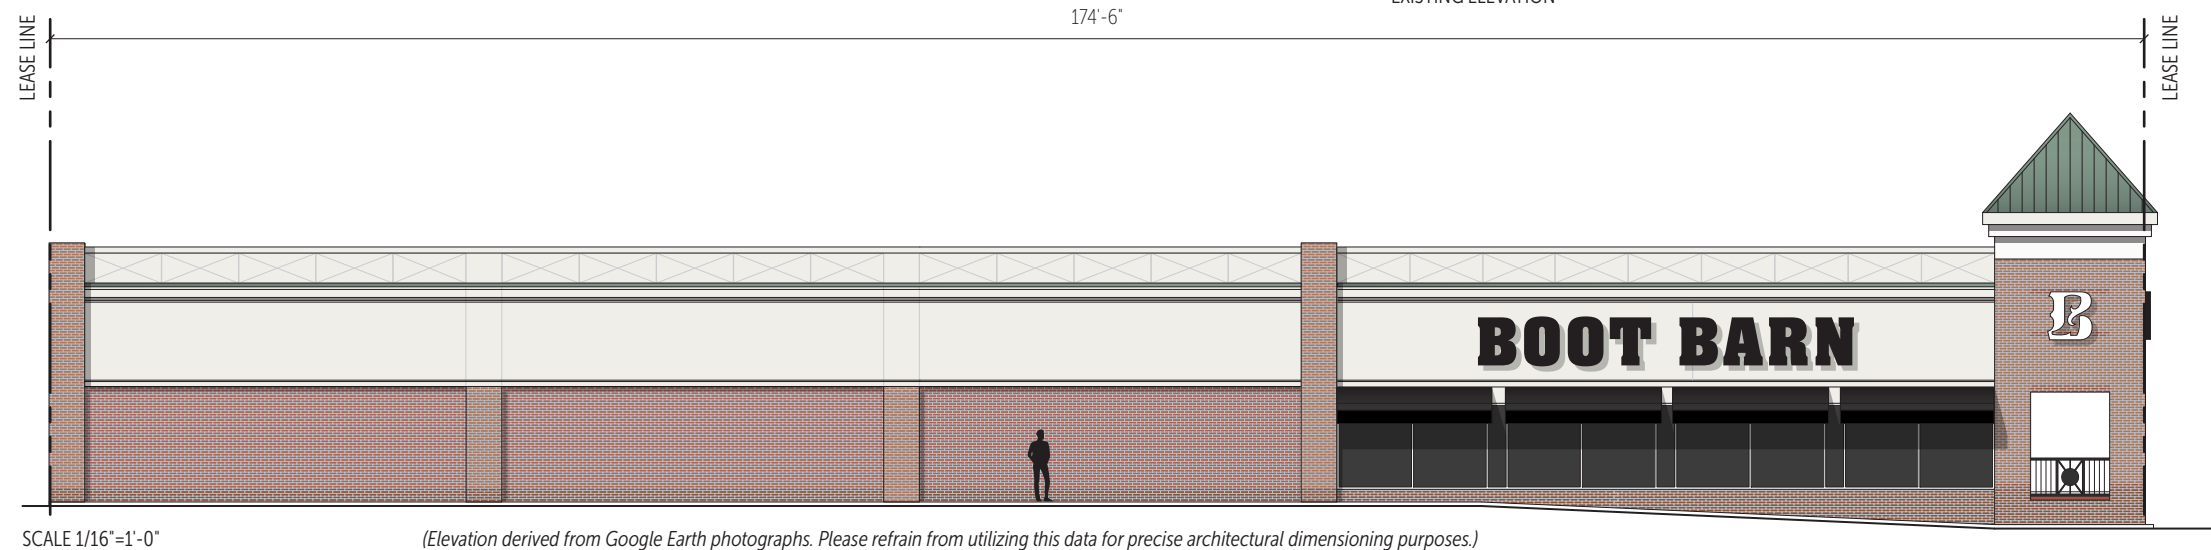 EXISTING ELEVATION
174'-6"
LEASE LINE
LEASE LINE
BOOT BARN
B
SCALE 1/16"=1'-0"
(Elevation derived from Google Earth photographs. Please refrain from utilizing this data for precise architectural dimensioning purposes.)